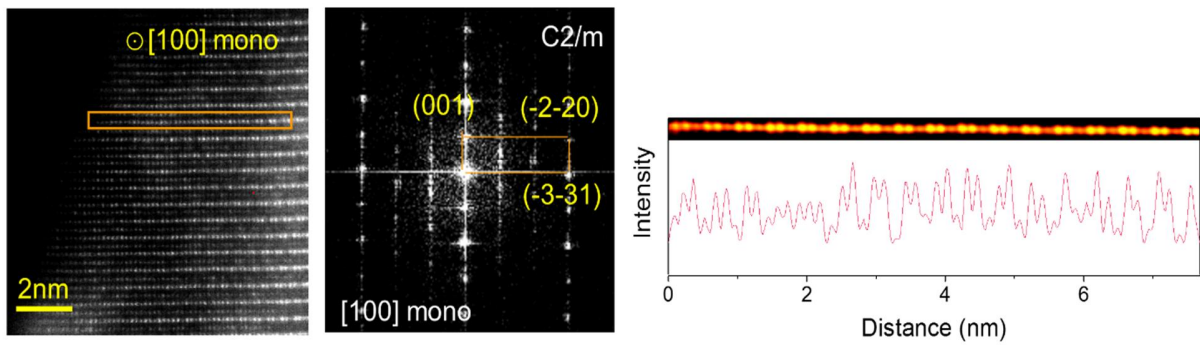 ⊙[100] mono
2nm
C2/m
(001)
(-2-20)
(-3-31)
[100] mono
Intensity
0
2
4
6
Distance (nm)